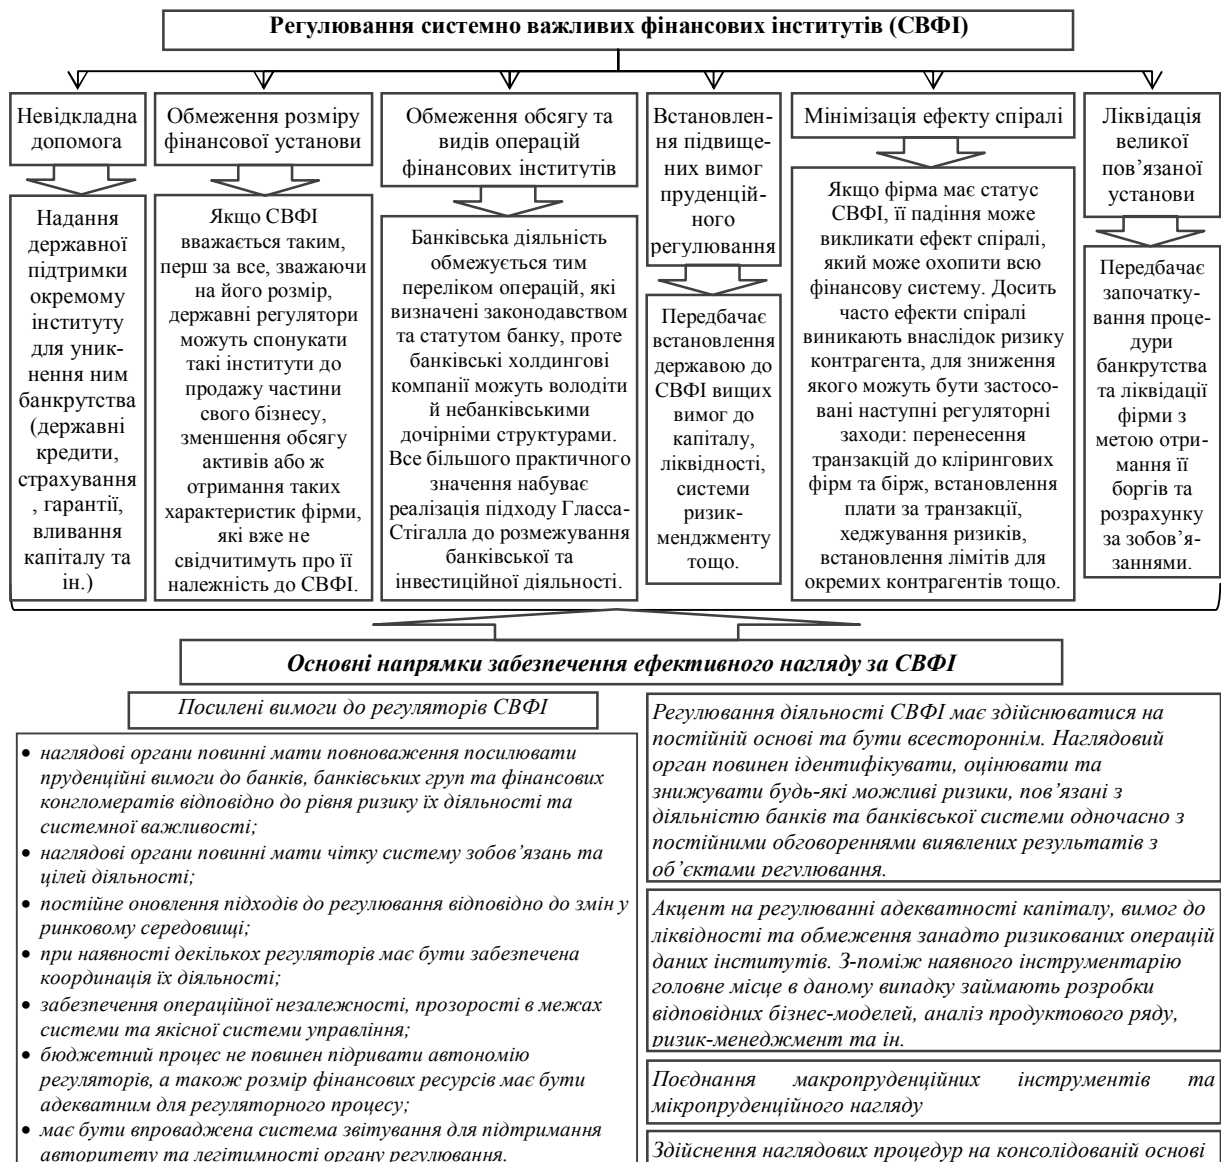 Регулювання системно важливих фінансових інститутів (СВФІ)
Невідкладна
допомога
Надання
державної
підтримки
окремому
інституту
для уник-
нення ним
банкрутства
(державні
кредити,
страхування
, гарантії,
вливання
капіталу та
ін.)
Обмеження розміру
фінансової установи
Якщо СВФІ
вважається таким,
перш за все, зважаючи
на його розмір,
державні регулятори
можуть спонукати
такі інститути до
продажу частини
свого бізнесу,
зменшення обсягу
активів або ж
отримання таких
характеристик фірми,
які вже не
свідчитимуть про її
належність до СВФІ.
Обмеження обсягу та
видів операцій
фінансових інститутів
Банківська діяльність
обмежується тим
переліком операцій, які
визначені законодавством
та статутом банку, проте
банківські холдингові
компанії можуть володіти
й небанківськими
дочірніми структурами.
Все більшого практичного
значення набуває
реалізація підходу Гласса-
Стігалла до розмежування
банківської та
інвестиційної діяльності.
Встановлен-
ня підвище-
них вимог
пруденцій-
ного
регулювання
Передбачає
встановлення
державою до
СВФІ вищих
вимог до
капіталу,
ліквідності,
системи
ризик-
менджменту
тощо.
Мінімізація ефекту спіралі
Якщо фірма має статус
СВФІ, її падіння може
викликати ефект спіралі,
який може охопити всю
фінансову систему. Досить
часто ефекти спіралі
виникають внаслідок ризику
контрагента, для зниження
якого можуть бути застосо-
вані наступні регуляторні
заходи: перенесення
транзакцій до клірингових
фірм та бірж, встановлення
плати за транзакції,
хеджування ризиків,
встановлення лімітів для
окремих контрагентів тощо.
Ліквідація
великої
пов’язаної
установи
Передбачає
започатку-
вання проце-
дури
банкрутства
та ліквідації
фірми з
метою отри-
мання її
боргів та
розрахунку
за зобов’я-
заннями.
Основні напрямки забезпечення ефективного нагляду за СВФІ
Посилені вимоги до регуляторів СВФІ
• наглядові органи повинні мати повноваження посилювати
пруденційні вимоги до банків, банківських груп та фінансових
конгломератів відповідно до рівня ризику їх діяльності та
системної важливості;
• наглядові органи повинні мати чітку систему зобов’язань та
цілей діяльності;
• постійне оновлення підходів до регулювання відповідно до змін у
ринковому середовищі;
• при наявності декількох регуляторів має бути забезпечена
координація їх діяльності;
• забезпечення операційної незалежності, прозорості в межах
системи та якісної системи управління;
• бюджетний процес не повинен підривати автономію
регуляторів, а також розмір фінансових ресурсів має бути
адекватним для регуляторного процесу;
• має бути впроваджена система звітування для підтримання
авторитету та легітимності органу регулювання.
Регулювання діяльності СВФІ має здійснюватися на
постійній основі та бути всестороннім. Наглядовий
орган повинен ідентифікувати, оцінювати та
знижувати будь-які можливі ризики, пов’язані з
діяльністю банків та банківської системи одночасно з
постійними обговореннями виявлених результатів з
об’єктами регулювання.
Акцент на регулюванні адекватності капіталу, вимог до
ліквідності та обмеження занадто ризикованих операцій
даних інститутів. З-поміж наявного інструментарію
головне місце в даному випадку займають розробки
відповідних бізнес-моделей, аналіз продуктового ряду,
ризик-менеджмент та ін.
Поєднання макропруденційних інструментів та
мікропруденційного нагляду
Здійснення наглядових процедур на консолідованій основі